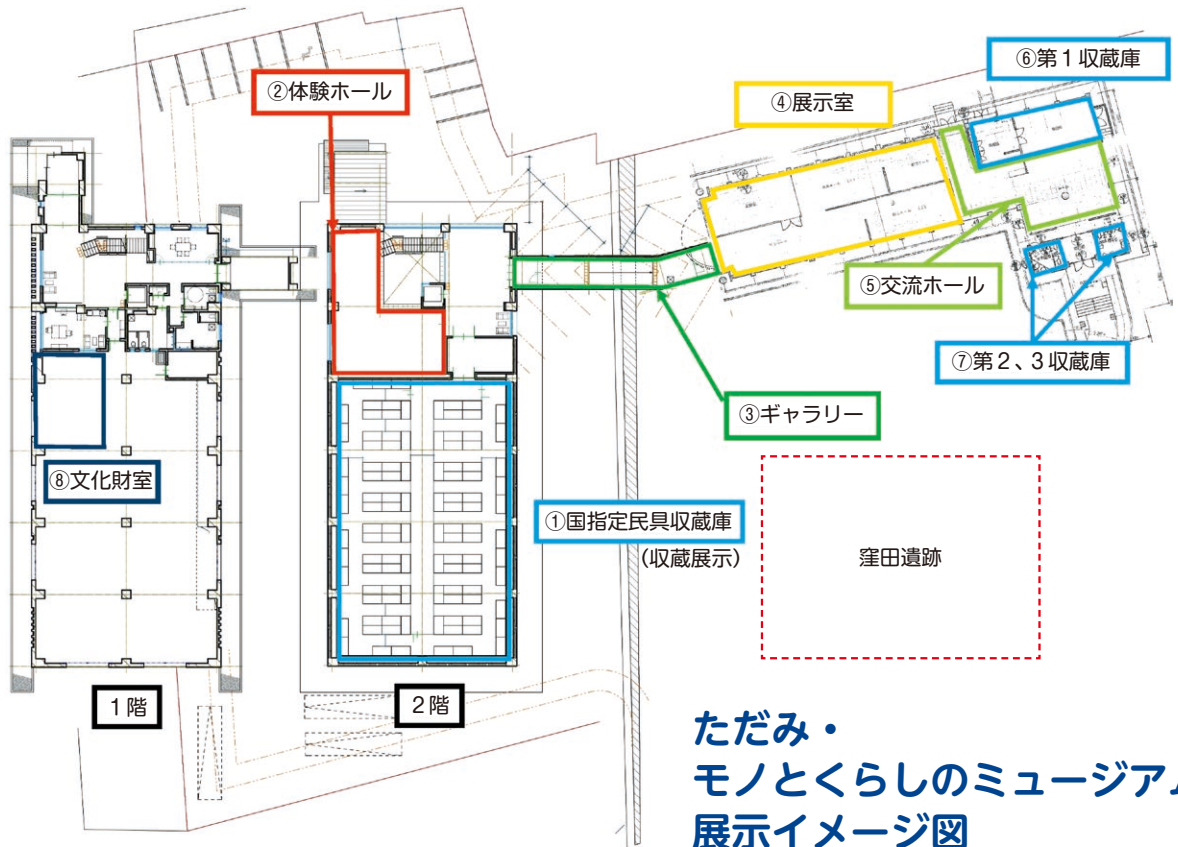 ②体験ホール
④展示室
⑥第1収蔵庫
⑤交流ホール
⑦第2、3収蔵庫
③ギャラリー
⑧文化財室
①国指定民具収蔵庫
(収蔵展示)
窪田遺跡
1階
2階
ただみ・
モノとくらしのミュージアム
展示イメージ図